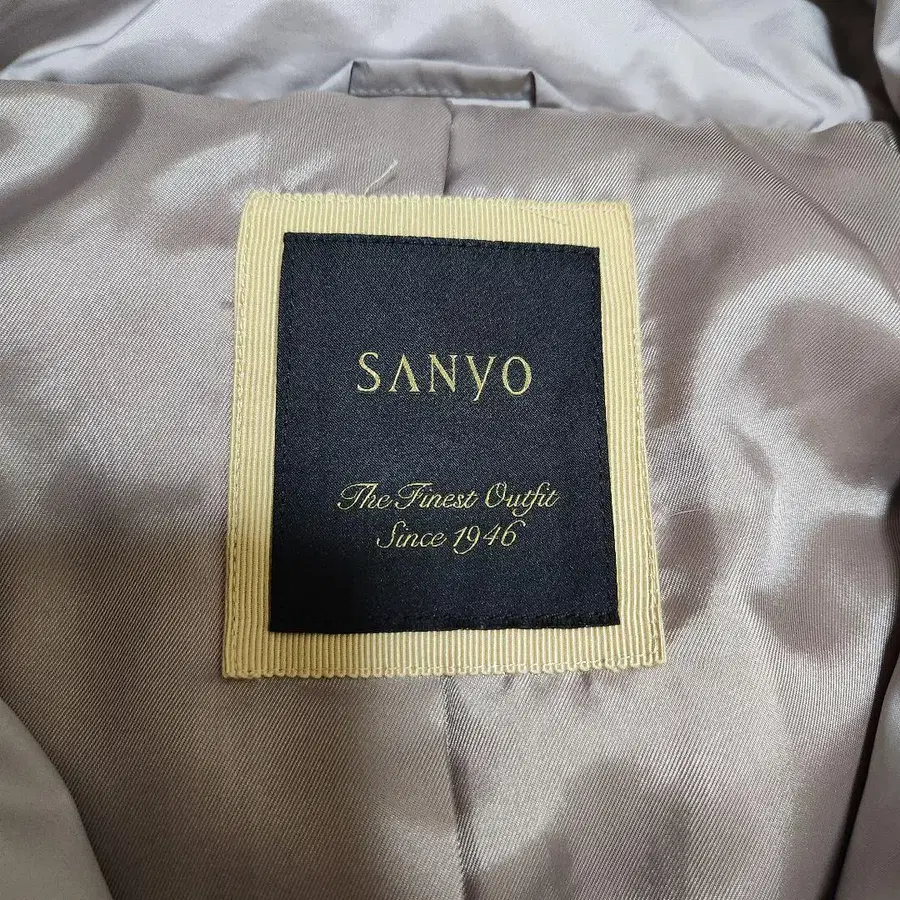 SANYO
The Finest Outfit
Since 1946